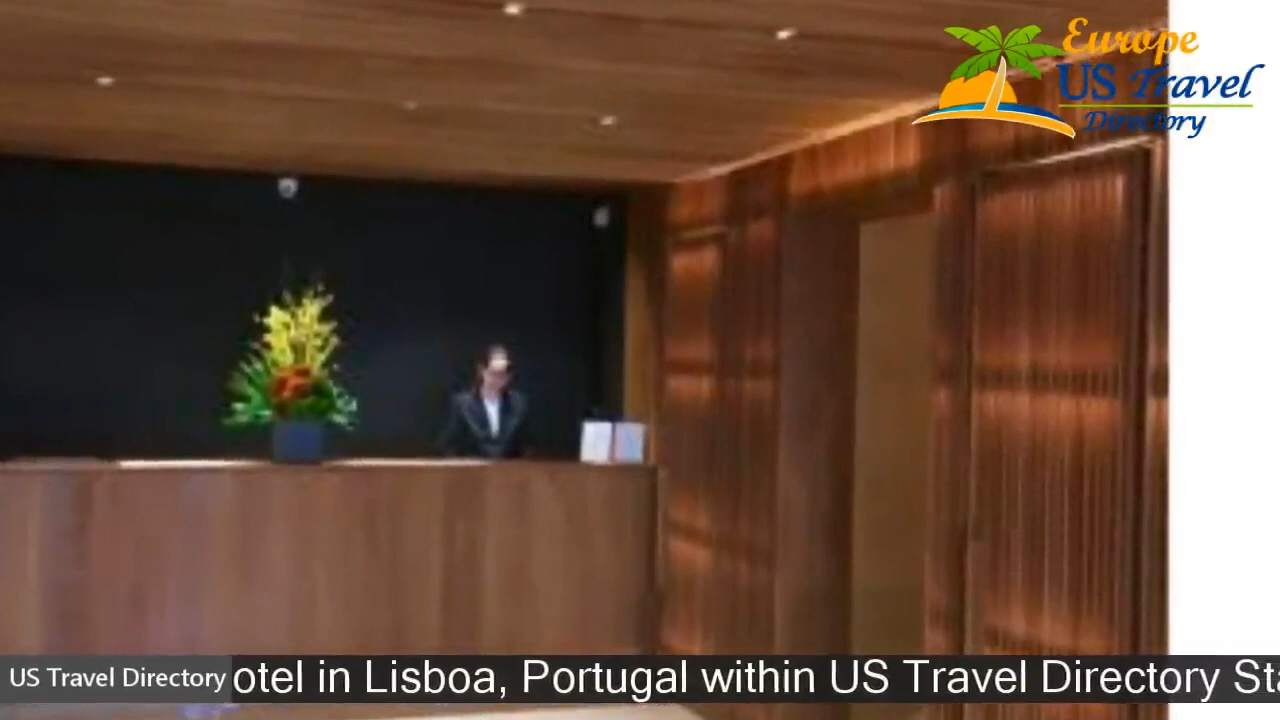 Europe
US Travel
Directory
US Travel Directory
otel in Lisboa, Portugal within US Travel Directory Sta